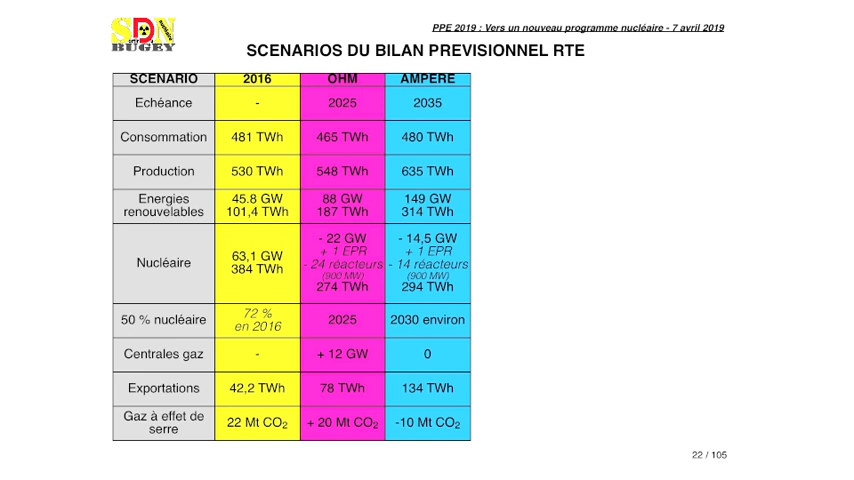 SDN
nucléaire
BUGEY
PPE 2019 : Vers un nouveau programme nucléaire - 7 avril 2019
SCENARIOS DU BILAN PREVISIONNEL RTE
SCENARIO 2016 OHM AMPERE
Echéance - 2025 2035
Consommation 481 TWh 465 TWh 480 TWh
Production 530 TWh 548 TWh 635 TWh
Energies 45.8 GW 88 GW 149 GW
renouvelables 101,4 TWh 187 TWh 314 TWh
Nucléaire
63,1 GW
384 TWh
- 22 GW
+ 1 EPR
- 24 réacteurs
(900 MW)
274 TWh
- 14,5 GW
+ 1 EPR
- 14 réacteurs
(900 MW)
294 TWh
50 % nucléaire
72 %
en 2016
2025
2030 environ
Centrales gaz - + 12 GW 0
Exportations 42,2 TWh 78 TWh 134 TWh
Gaz à effet de
serre
22 Mt CO2 + 20 Mt CO2 -10 Mt CO2
22 / 105